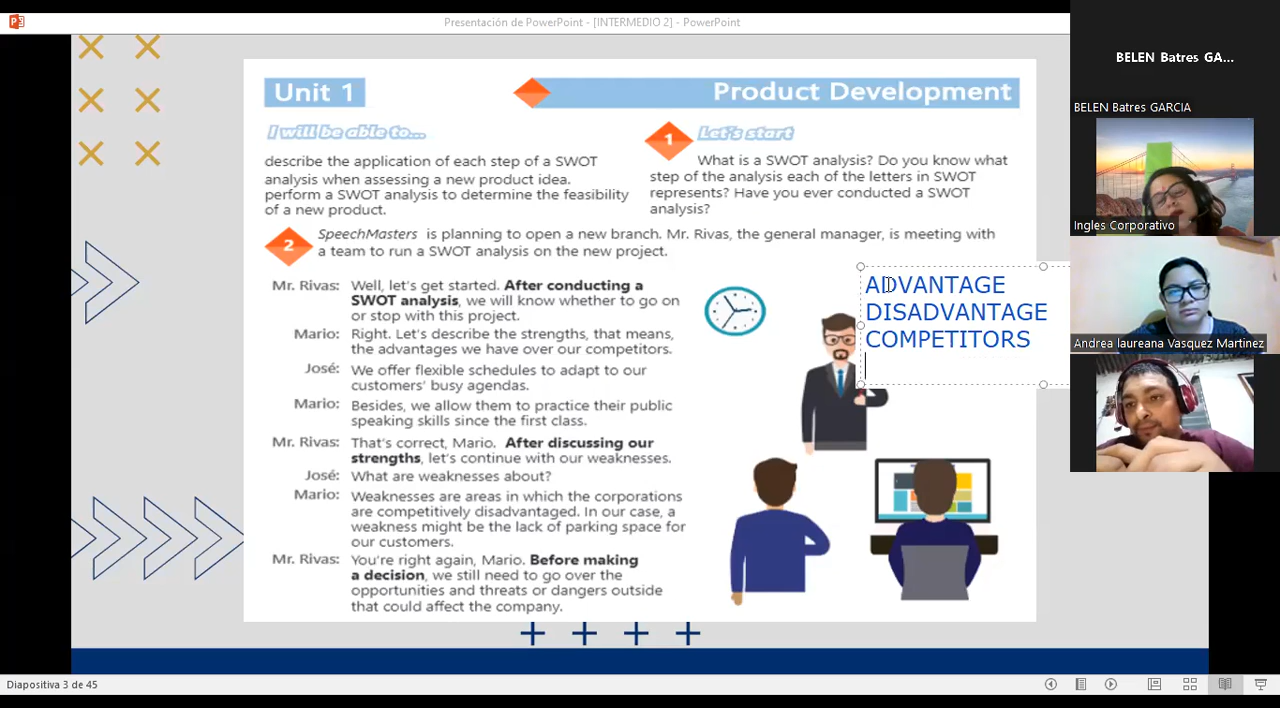 Presentación de PowerPoint - [INTERMEDIO 2] - PowerPoint
BELEN Batres GA...
BELEN Batres GARCIA
Ingles Corporativo
Andrea laureana Vasquez Martinez
Unit 1
Product Development
I will be able to...
describe the application of each step of a SWOT
analysis when assessing a new product idea.
perform a SWOT analysis to determine the feasibility
of a new product.
1
Let's start
What is a SWOT analysis? Do you know what
step of the analysis each of the letters in SWOT
represents? Have you ever conducted a SWOT
analysis?
2
SpeechMasters is planning to open a new branch. Mr. Rivas, the general manager, is meeting with
a team to run a SWOT analysis on the new project.
Mr. Rivas: Well, let's get started. After conducting a
SWOT analysis, we will know whether to go on
or stop with this project.
Mario: Right. Let's describe the strengths, that means,
the advantages we have over our competitors.
José: We offer flexible schedules to adapt to our
customers' busy agendas.
Mario: Besides, we allow them to practice their public
speaking skills since the first class.
Mr. Rivas: That's correct, Mario. After discussing our
strengths, let's continue with our weaknesses.
José: What are weaknesses about?
Mario: Weaknesses are areas in which the corporations
are competitively disadvantaged. In our case, a
weakness might be the lack of parking space for
our customers.
Mr. Rivas: You're right again, Mario. Before making
a decision, we still need to go over the
opportunities and threats or dangers outside
that could affect the company.
ADVANTAGE
DISADVANTAGE
COMPETITORS
Diapositiva 3 de 45